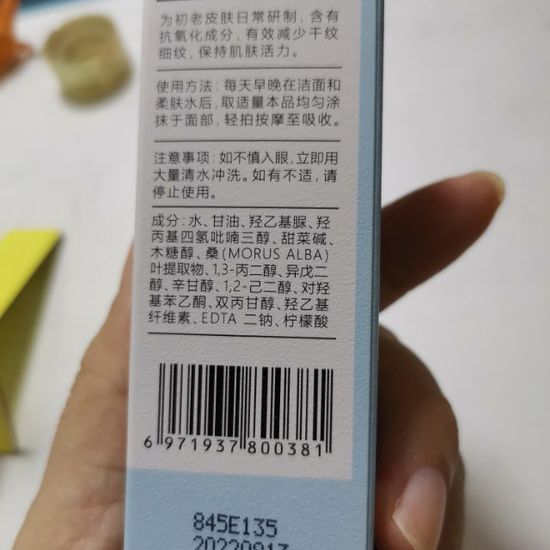 为初老皮肤日常研制，含有
抗氧化成分，有效减少干纹
细纹，保持肌肤活力。
使用方法：每天早晚在洁面和
柔肤水后，取适量本品均匀涂
抹于面部，轻拍按摩至吸收。
注意事项：如不慎入眼，立即用
大量清水冲洗。如有不适，请
停止使用。
成分：水、甘油、羟乙基脲、羟
丙基四氢吡喃三醇、甜菜碱、
木糖醇、桑(MORUS ALBA)
叶提取物、1,3-丙二醇、异戊二
醇、辛甘醇、1,2-己二醇、对羟
基苯乙酮、双丙甘醇、羟乙基
纤维素、EDTA 二钠、柠檬酸
6 971937 800381
845E135
20220913